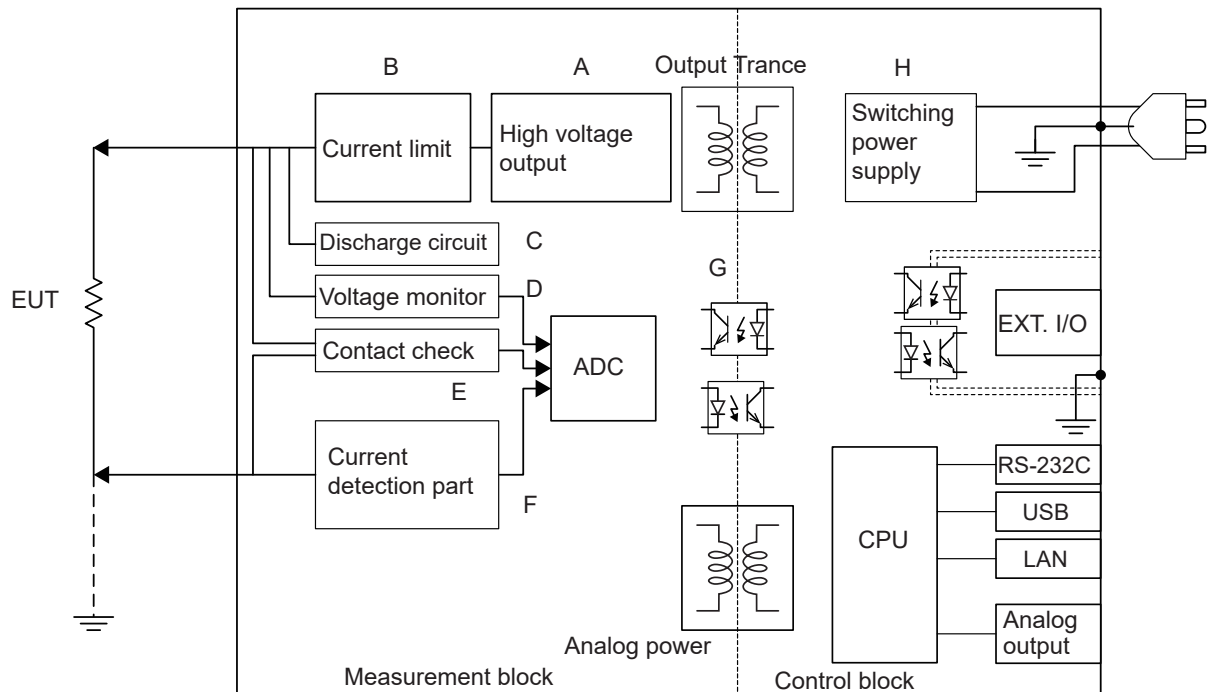 B
A
Output Trance
H
Current limit
High voltage
output
Switching
power
supply
Discharge circuit
C
Voltage monitor
D
G
EUT
Contact check
E
ADC
EXT. I/O
Current
detection part
F
CPU
RS-232C
USB
LAN
Analog
output
Analog power
Measurement block
Control block